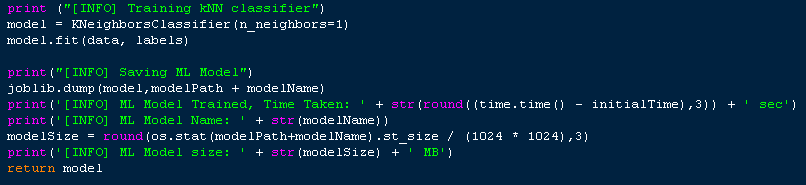 print ("[INFO] Training kNN classifier")
model = KNeighborsClassifier(n_neighbors=1)
model.fit(data, labels)
print("[INFO] Saving ML Model")
joblib.dump(model,modelPath + modelName)
print('[INFO] ML Model Trained, Time Taken: ' + str(round((time.time() - initialTime),3)) + ' sec')
print('[INFO] ML Model Name: ' + str(modelName))
modelSize = round(os.stat(modelPath+modelName).st_size / (1024 * 1024),3)
print('[INFO] ML Model size: ' + str(modelSize) + ' MB')
return model